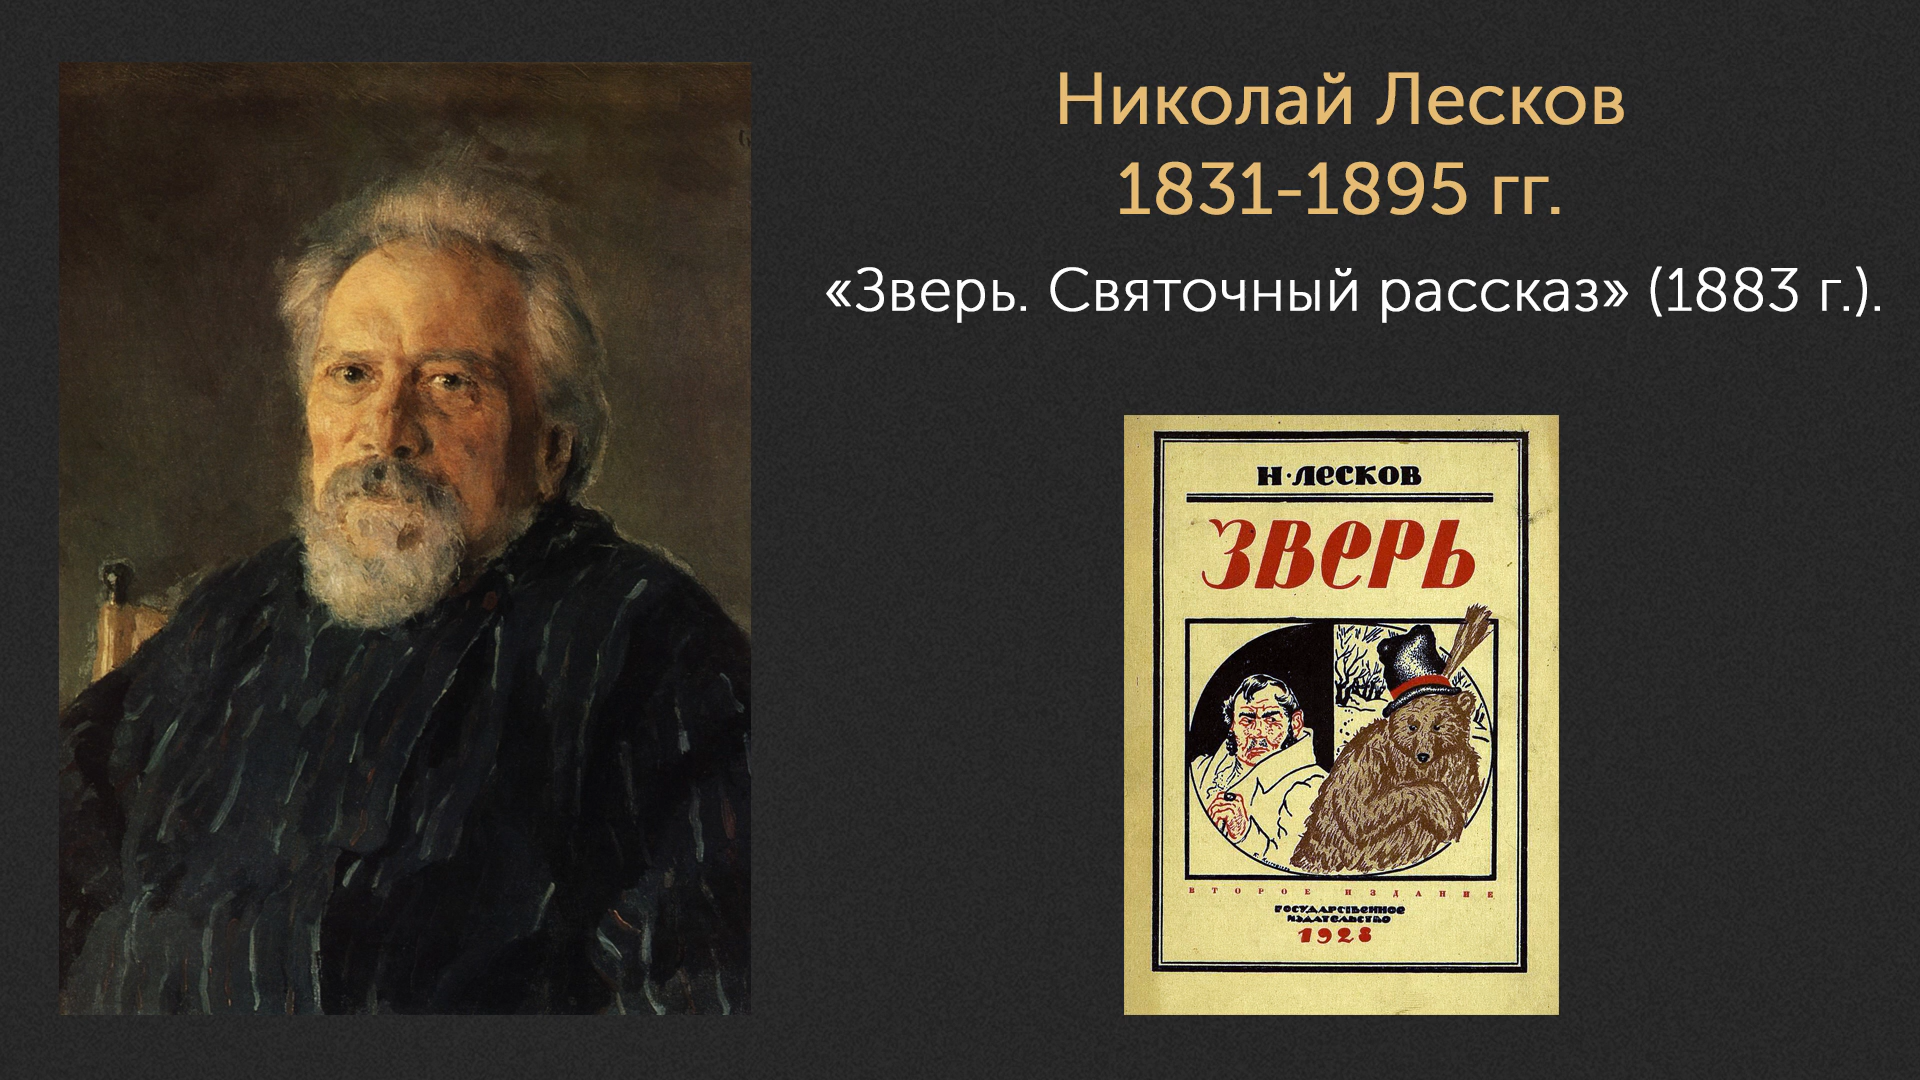 Николай Лесков
1831-1895 гг.
«Зверь. Святочный рассказ» (1883 г.).
Н·ЛЕСКОВ
ЗВЕРЬ
ВТОРОЕ ИЗДАНИЕ
ГОСУДАРСТВЕННОЕ
ИЗДАТЕЛЬСТВО
1928